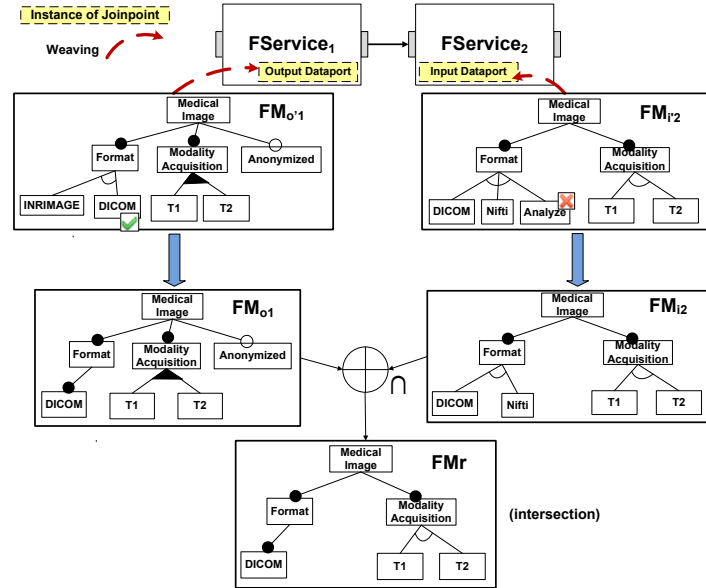 Instance of Joinpoint
Weaving
FService1
FService2
Output Dataport
Input Dataport
Medical
Image
FMo'1
Format
Modality
Acquisition
Anonymized
INRIMAGE
DICOM
T1
T2
Medical
Image
FMi'2
Format
Modality
Acquisition
DICOM
Nifti
Analyze
T1
T2
Medical
Image
FMo1
Format
Modality
Acquisition
Anonymized
DICOM
T1
T2
Medical
Image
FMi2
Format
Modality
Acquisition
DICOM
Nifti
T1
T2
∩
Medical
Image
FMr
Format
Modality
Acquisition
DICOM
T1
T2
(intersection)